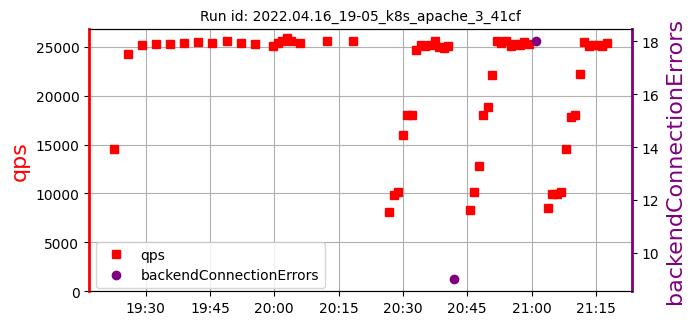 Run id: 2022.04.16_19-05_k8s_apache_3_41cf
qps
25000
20000
15000
10000
5000
0
18
16
14
12
10
backendConnectionErrors
qps
backendConnectionErrors
19:30 19:45 20:00 20:15 20:30 20:45 21:00 21:15